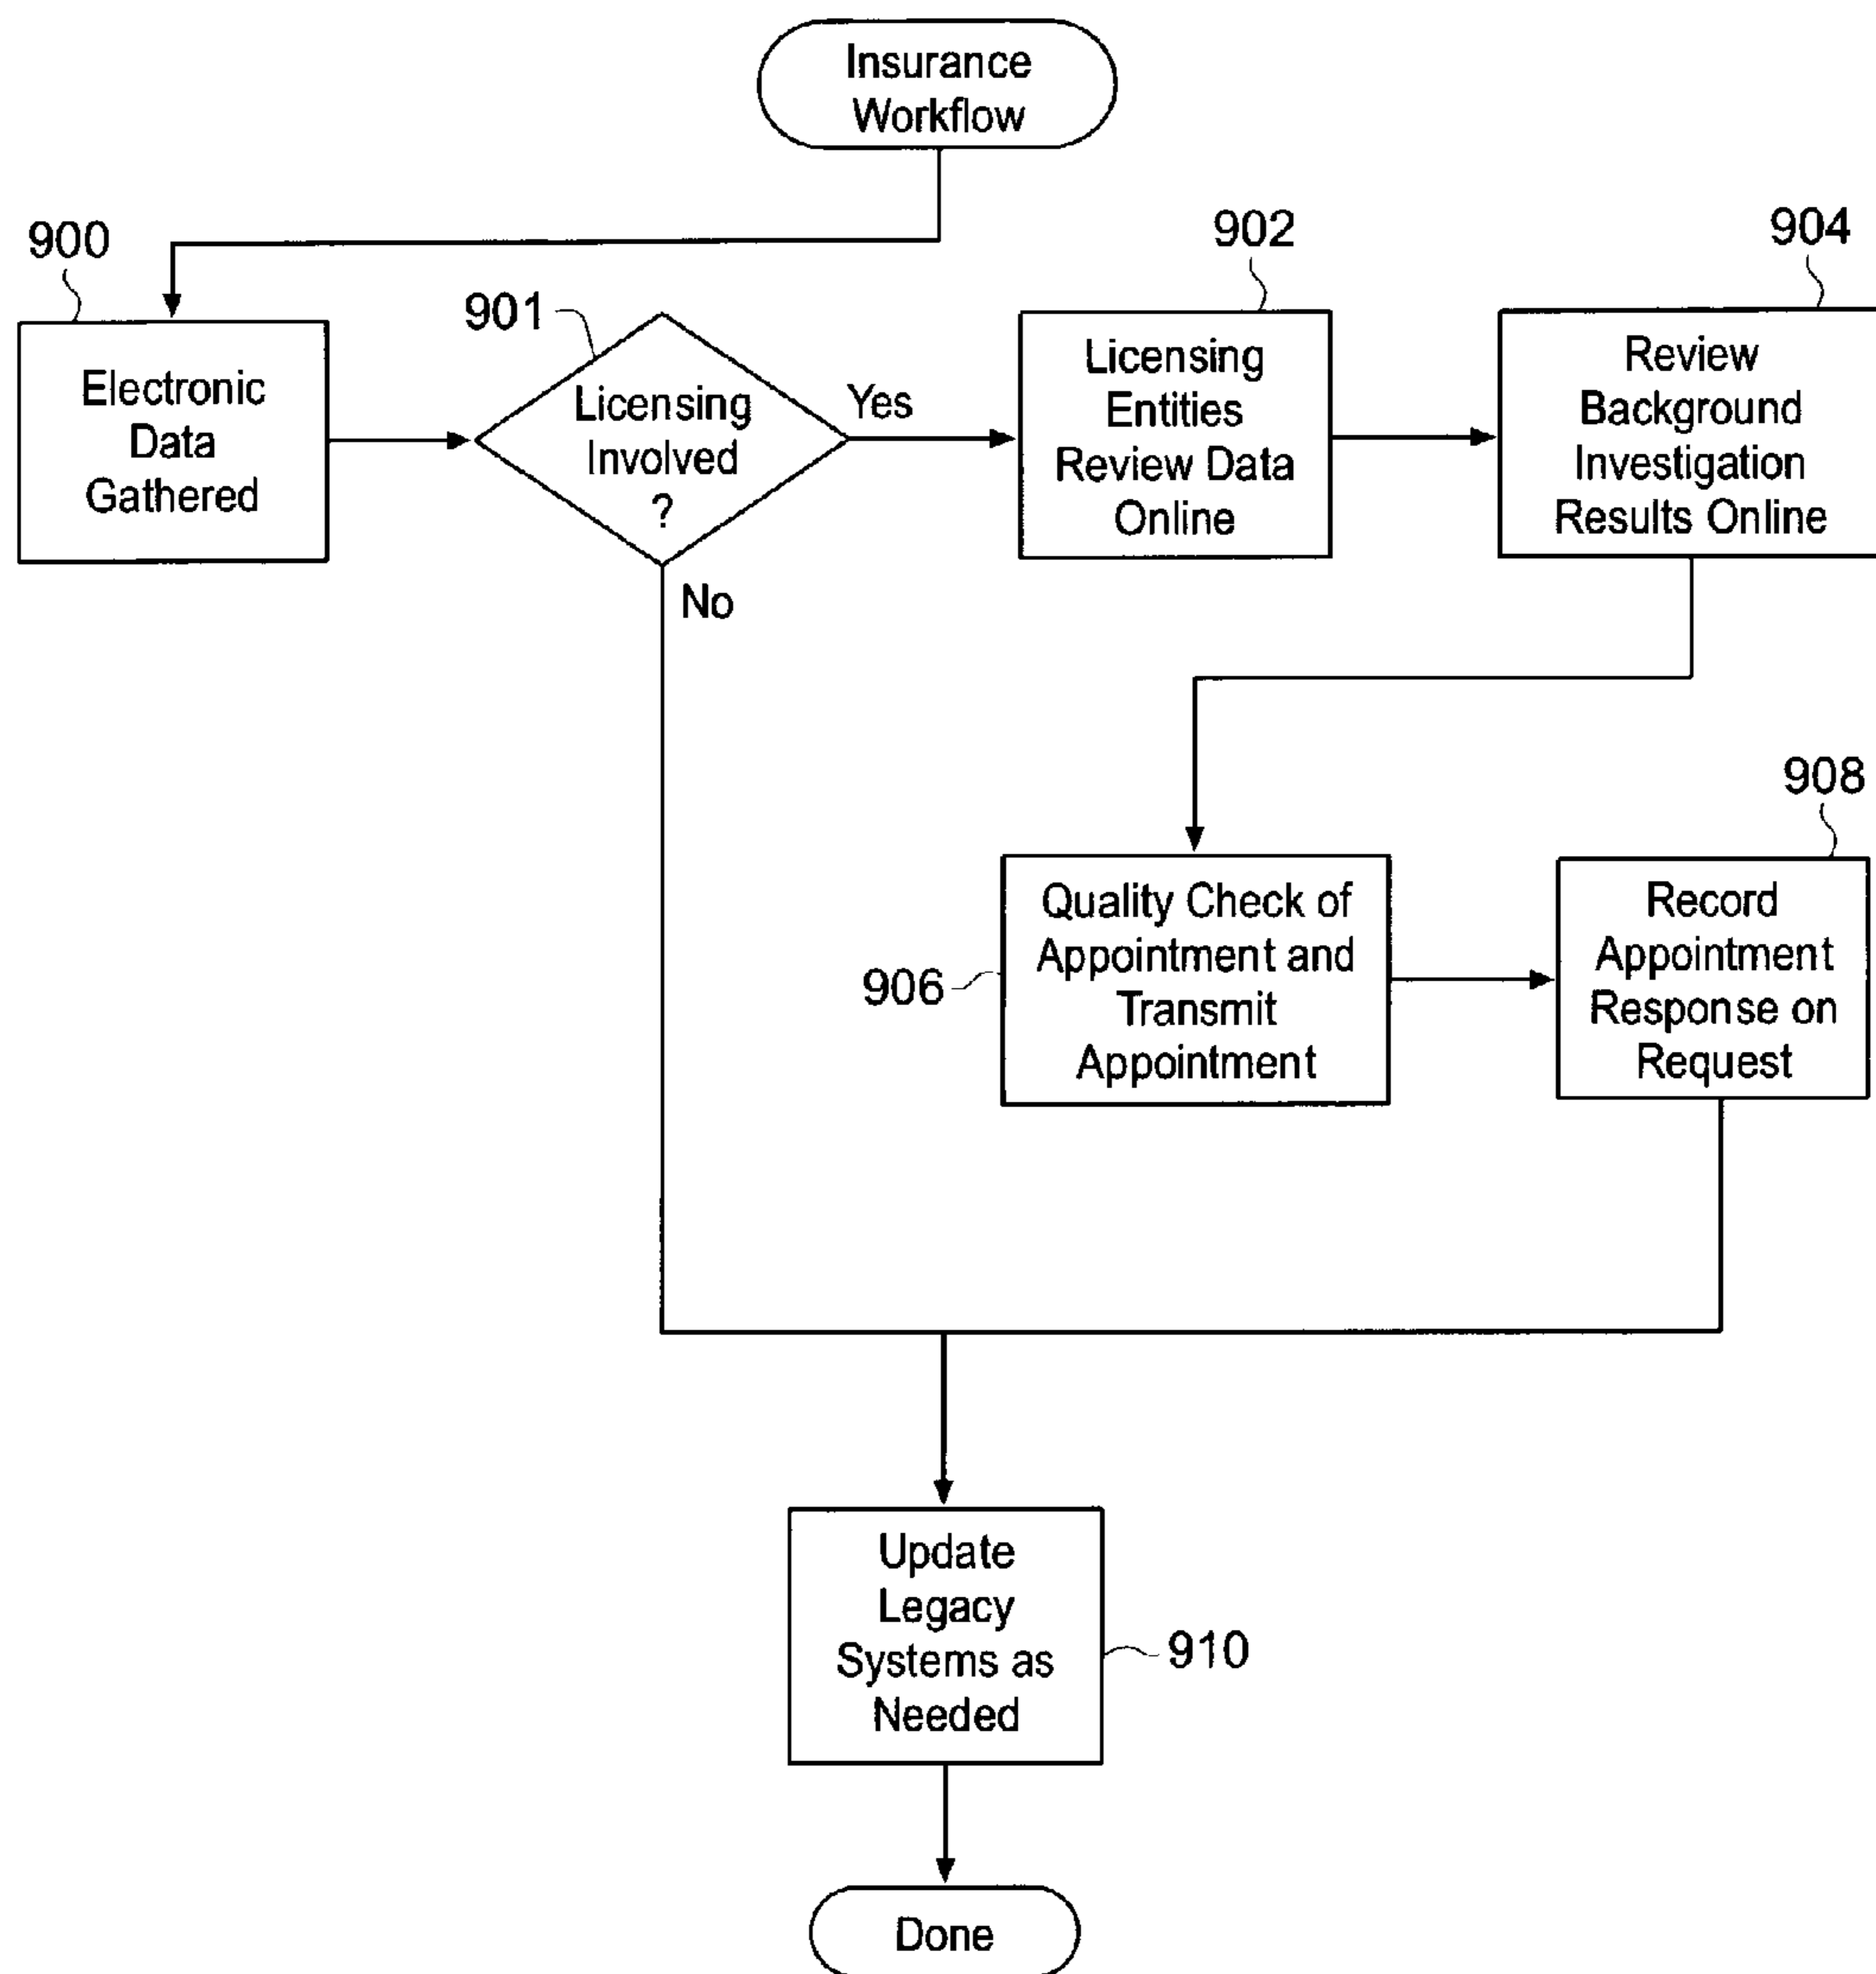 Insurance
Workflow
900
Electronic
Data
Gathered
901
Licensing
Involved
?
Yes
No
902
Licensing
Entities
Review Data
Online
904
Review
Background
Investigation
Results Online
906
Quality Check of
Appointment and
Transmit
Appointment
908
Record
Appointment
Response on
Request
Update
Legacy
Systems as
Needed
910
Done